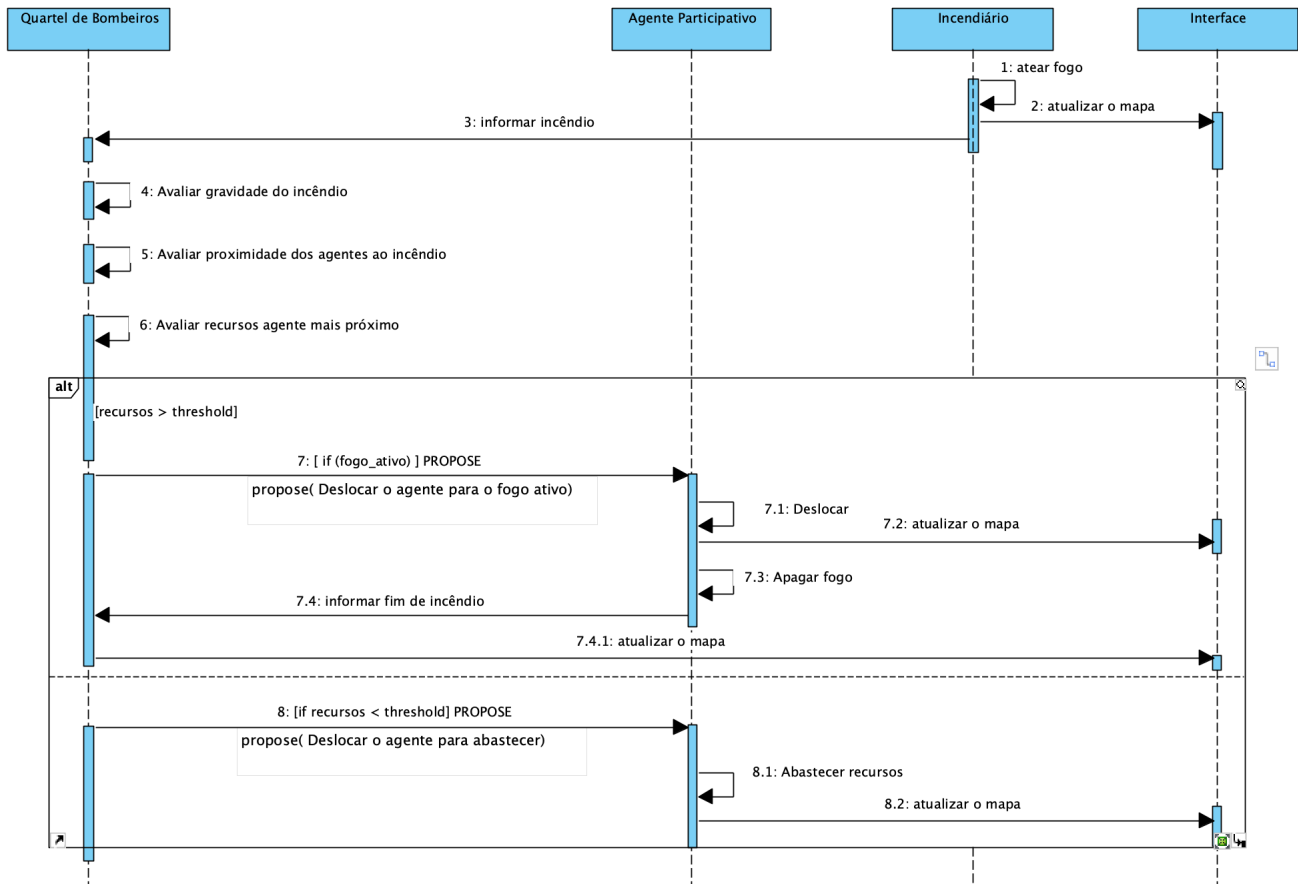 Quartel de Bombeiros
Agente Participativo
Incendiário
Interface
1: atear fogo
2: atualizar o mapa
3: informar incêndio
4: Avaliar gravidade do incêndio
5: Avaliar proximidade dos agentes ao incêndio
6: Avaliar recursos agente mais próximo
alt
[recursos > threshold]
7: [ if (fogo_ativo) ] PROPOSE
propose( Deslocar o agente para o fogo ativo)
7.1: Deslocar
7.2: atualizar o mapa
7.3: Apagar fogo
7.4: informar fim de incêndio
7.4.1: atualizar o mapa
8: [if recursos < threshold] PROPOSE
propose( Deslocar o agente para abastecer)
8.1: Abastecer recursos
8.2: atualizar o mapa